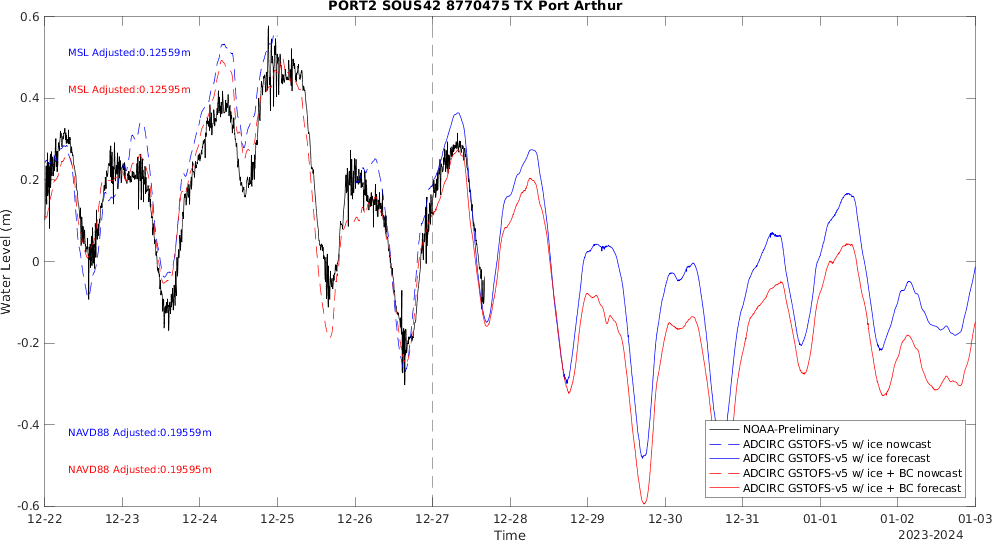 PORT2 SOUS42 8770475 TX Port Arthur
0.6
0.4
0.2
0
-0.2
-0.4
-0.6
Water Level (m)
MSL Adjusted:0.12559m
MSL Adjusted:0.12595m
NAVD88 Adjusted:0.19559m
NAVD88 Adjusted:0.19595m
NOAA-Preliminary
ADCIRC GSTOFS-v5 w/ ice nowcast
ADCIRC GSTOFS-v5 w/ ice forecast
ADCIRC GSTOFS-v5 w/ ice + BC nowcast
ADCIRC GSTOFS-v5 w/ ice + BC forecast
12-22 12-23 12-24 12-25 12-26 12-27 12-28 12-29 12-30 12-31 01-01 01-02 01-03
Time
2023-2024